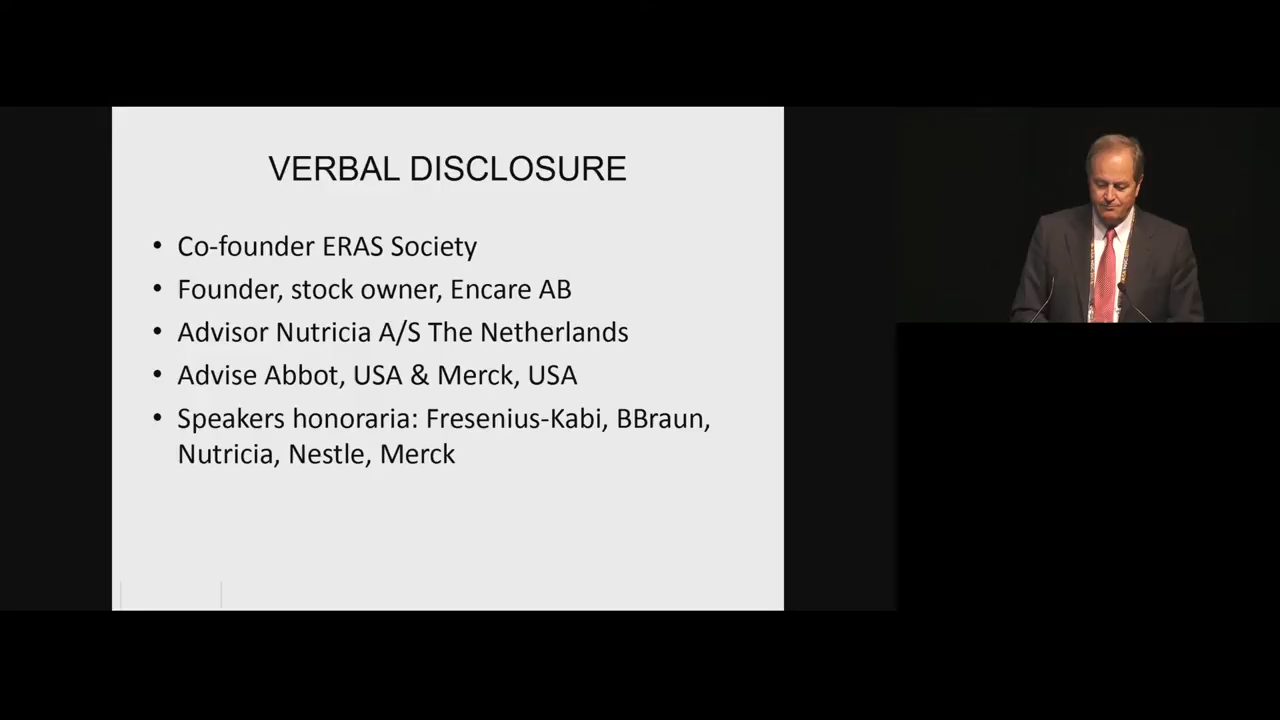 VERBAL DISCLOSURE
• Co-founder ERAS Society
• Founder, stock owner, Encare AB
• Advisor Nutricia A/S The Netherlands
• Advise Abbot, USA & Merck, USA
• Speakers honoraria: Fresenius-Kabi, BBraun,
Nutricia, Nestle, Merck